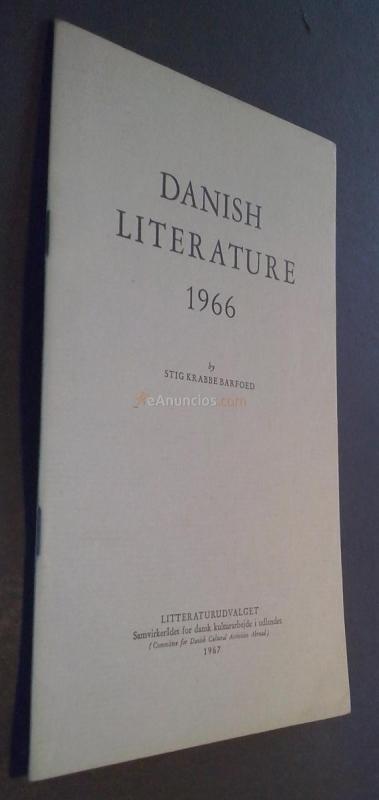 DANISH
LITERATURE
1966
by
STIG KRABBE BARFOED
ReAnuncios.com
LITTERATURUDVALGET
Samvirkerådet for dansk kulturarbejde i udlandet
(Committee for Danish Cultural Activities Abroad)
1967